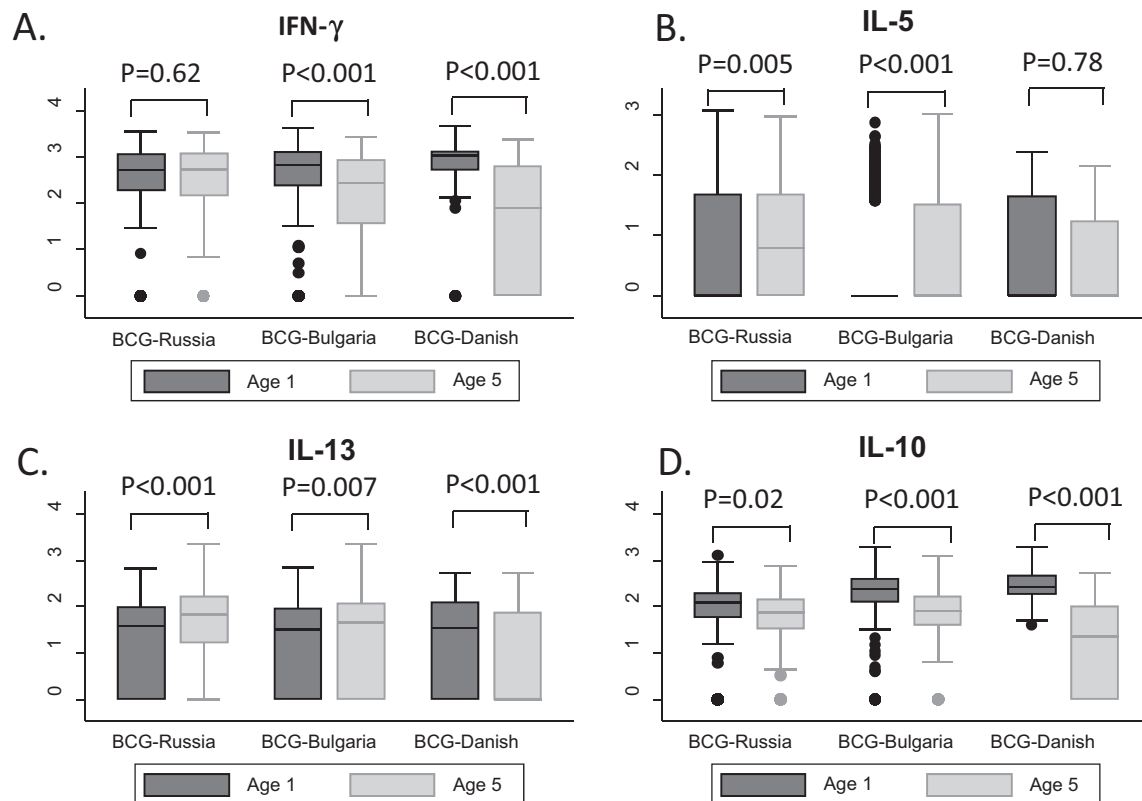 A.
IFN-γ
P=0.62 P<0.001 P<0.001
4
3
2
1
0
BCG-Russia BCG-Bulgaria BCG-Danish
Age 1 Age 5
B.
IL-5
P=0.005 P<0.001 P=0.78
3
2
1
0
BCG-Russia BCG-Bulgaria BCG-Danish
Age 1 Age 5
C.
IL-13
P<0.001 P=0.007 P<0.001
4
3
2
1
0
BCG-Russia BCG-Bulgaria BCG-Danish
Age 1 Age 5
D.
IL-10
P=0.02 P<0.001 P<0.001
4
3
2
1
0
BCG-Russia BCG-Bulgaria BCG-Danish
Age 1 Age 5